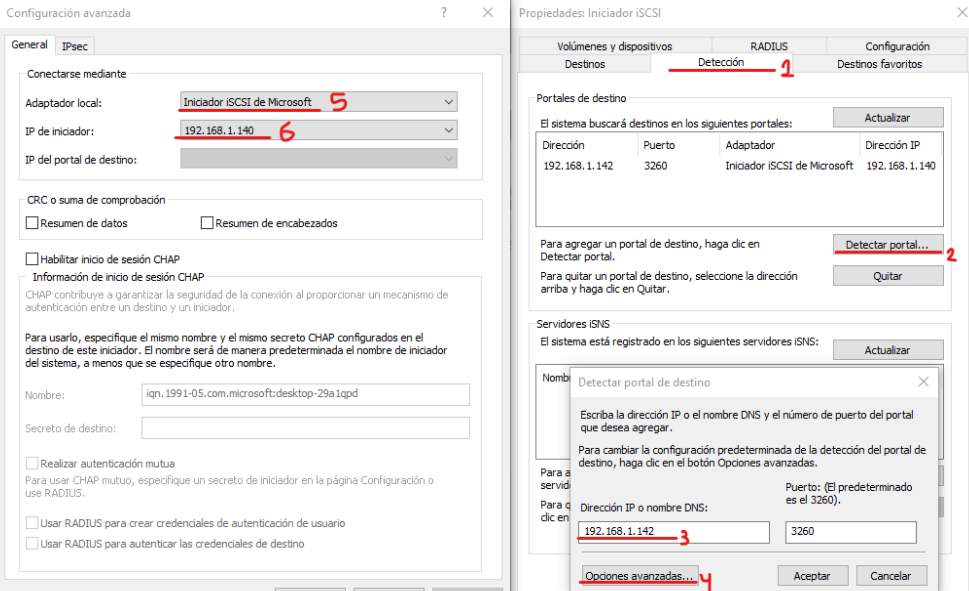 Configuración avanzada
General
IPsec
Conectarse mediante
Adaptador local:
Iniciador iSCSI de Microsoft
5
IP de iniciador:
192.168.1.140
6
IP del portal de destino:
CRC o suma de comprobación
Resumen de datos
Resumen de encabezados
Habilitar inicio de sesión CHAP
Información de inicio de sesión CHAP
CHAP contribuye a garantizar la seguridad de la conexión al proporcionar un mecanismo de
autenticación entre un destino y un iniciador.
Para usarlo, especifique el mismo nombre y el mismo secreto CHAP configurados en el
destino de este iniciador. El nombre será de manera predeterminada el nombre de iniciador
del sistema, a menos que se especifique otro nombre.
Nombre:
iqn.1991-05.com.microsoft:desktop-29a1qpd
Secreto de destino:
Realizar autenticación mutua
Para usar CHAP mutuo, especifique un secreto de iniciador en la página Configuración o
use RADIUS.
Usar RADIUS para crear credenciales de autenticación de usuario
Usar RADIUS para autenticar las credenciales de destino
Propiedades: Iniciador iSCSI
Volúmenes y dispositivos
RADIUS
Configuración
Destinos
Detección
1
Destinos favoritos
Portales de destino
El sistema buscará destinos en los siguientes portales:
Actualizar
Dirección Puerto Adaptador Dirección IP
192.168.1.142 3260 Iniciador iSCSI de Microsoft 192.168.1.140
Para agregar un portal de destino, haga clic en
Detectar portal.
Detectar portal...
2
Para quitar un portal de destino, seleccione la dirección
arriba y haga clic en Quitar.
Quitar
Servidores iSNS
El sistema está registrado en los siguientes servidores iSNS:
Actualizar
Detectar portal de destino
Escriba la dirección IP o el nombre DNS y el número de puerto del portal
que desea agregar.
Para cambiar la configuración predeterminada de la detección del portal de
destino, haga clic en el botón Opciones avanzadas.
Dirección IP o nombre DNS:
Puerto: (El predeterminado
es el 3260).
192.168.1.142
3
3260
Opciones avanzadas...
4
Aceptar
Cancelar